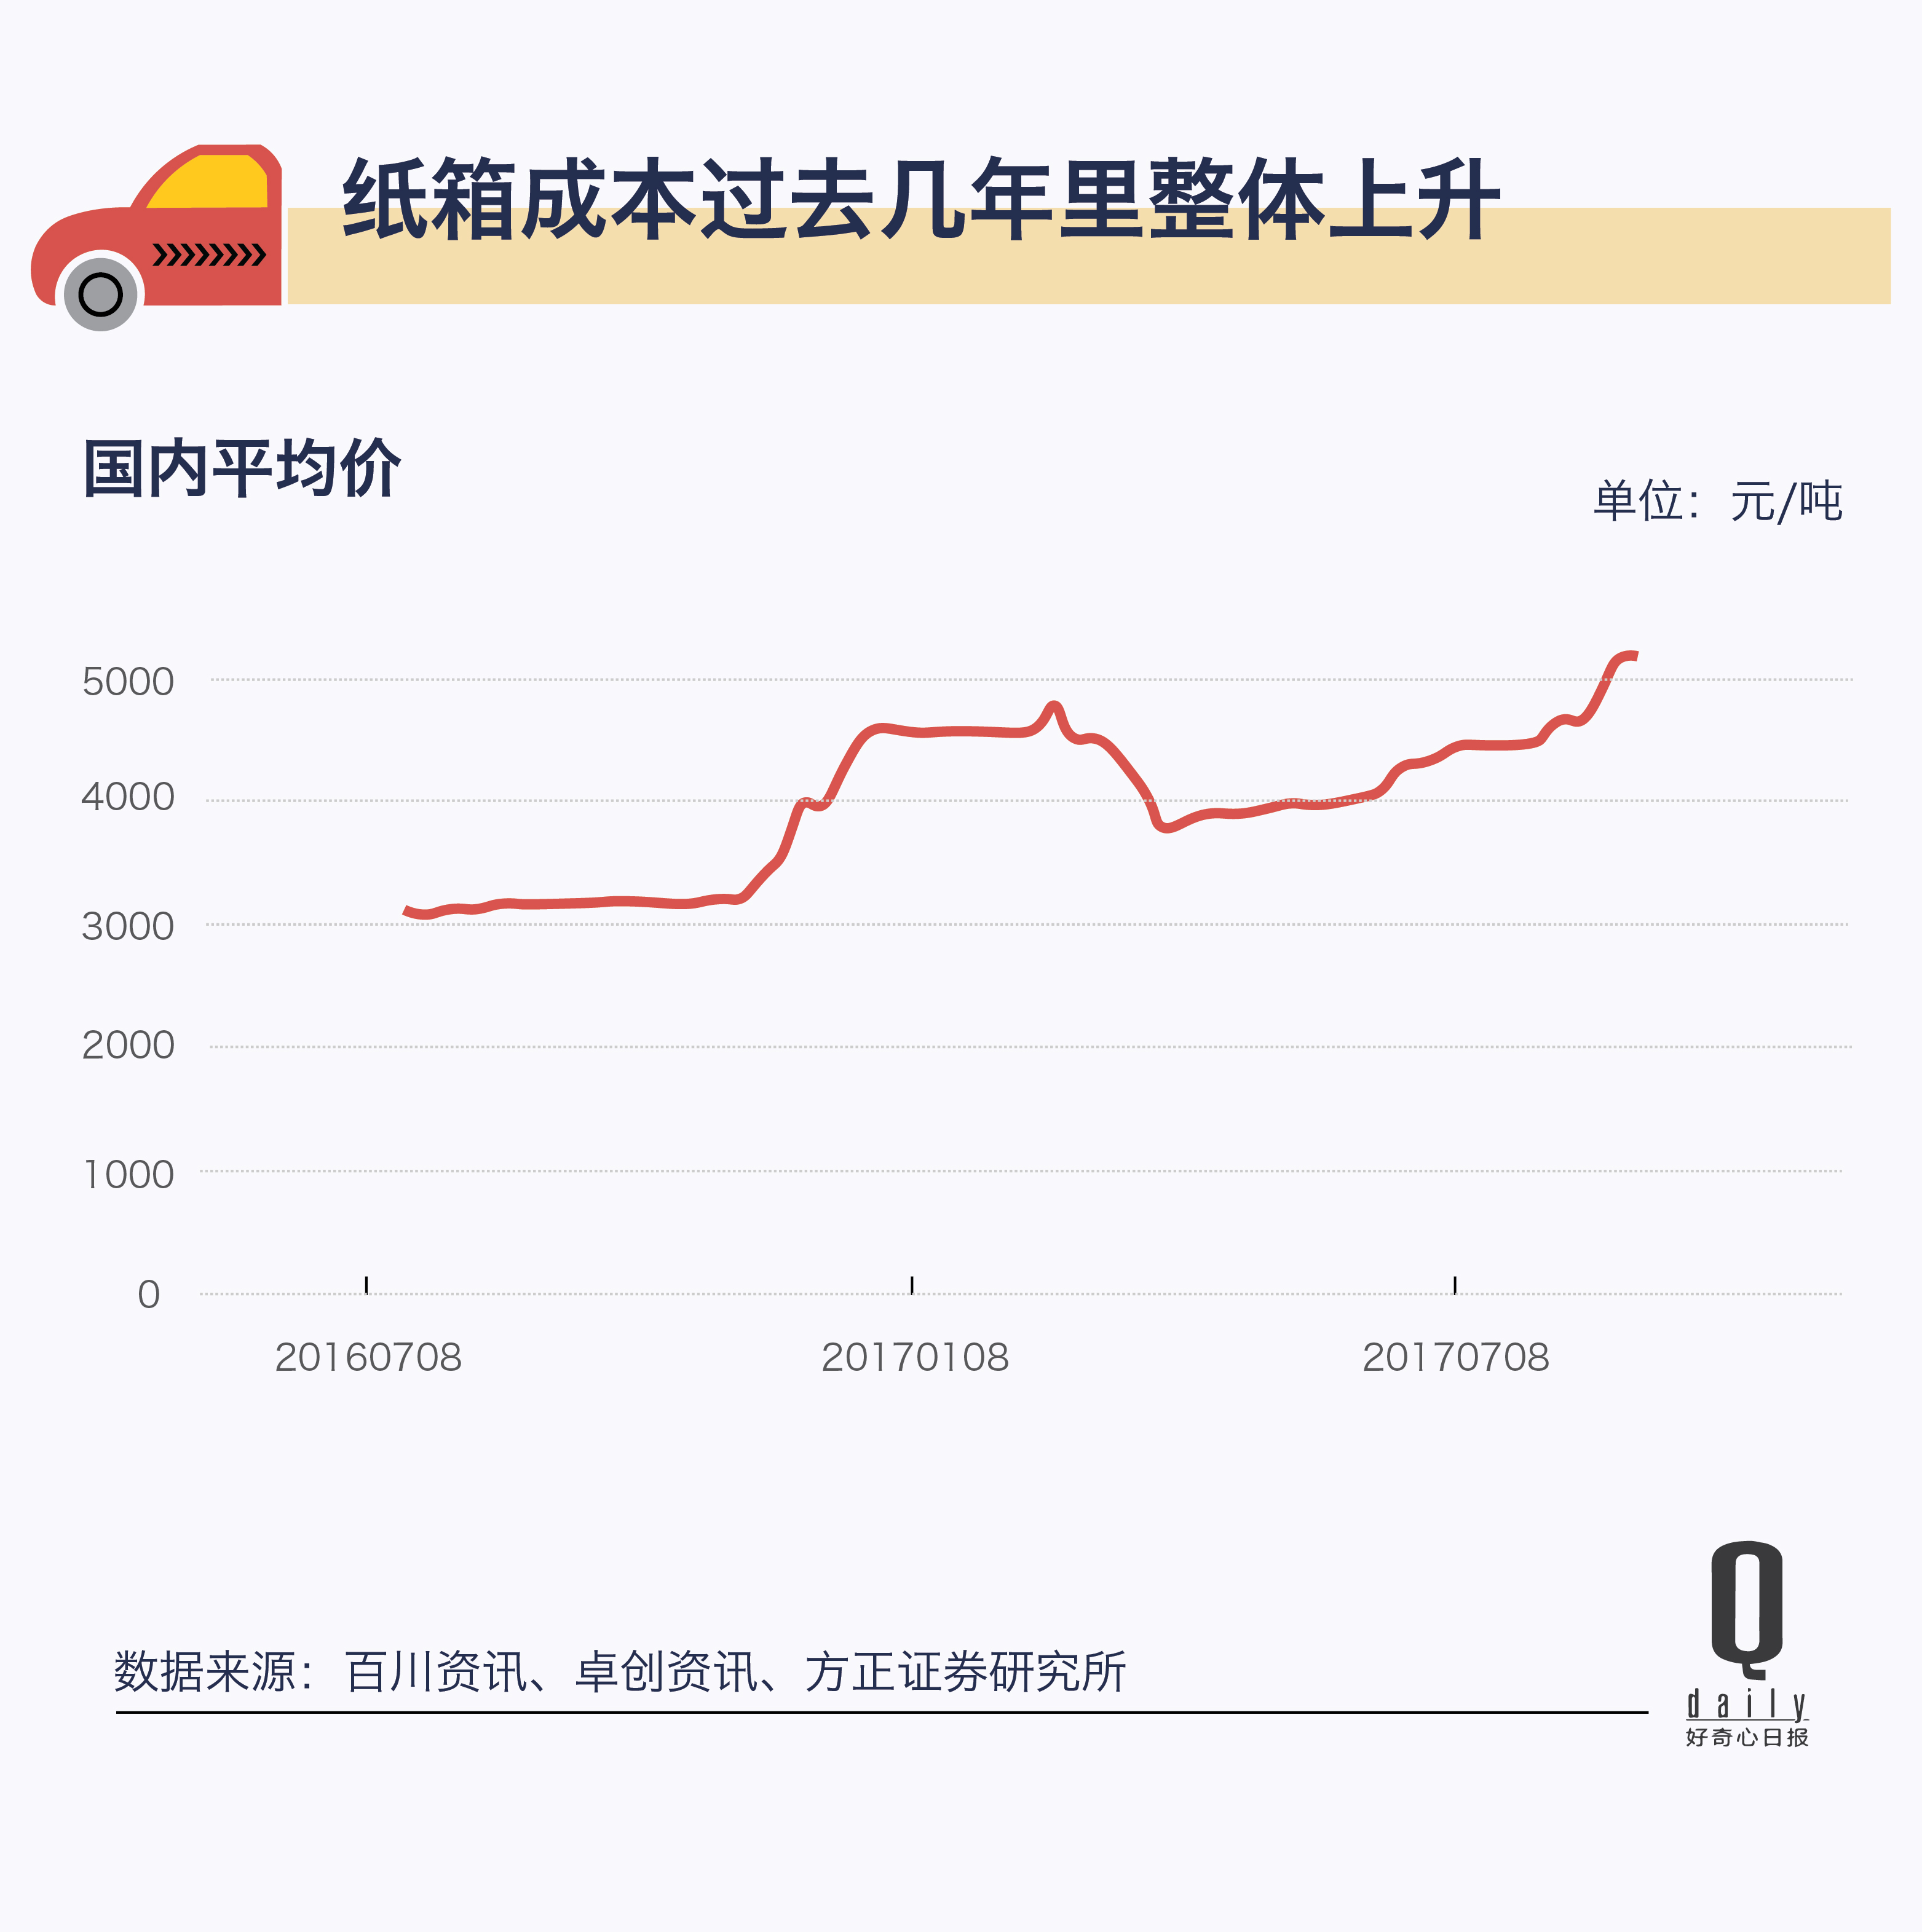 纸箱成本过去几年里整体上升
国内平均价
单位：元/吨
5000
4000
3000
2000
1000
0
20160708
20170108
20170708
数据来源：百川资讯、卓创资讯、方正证券研究所
Q
daily
好奇心日报